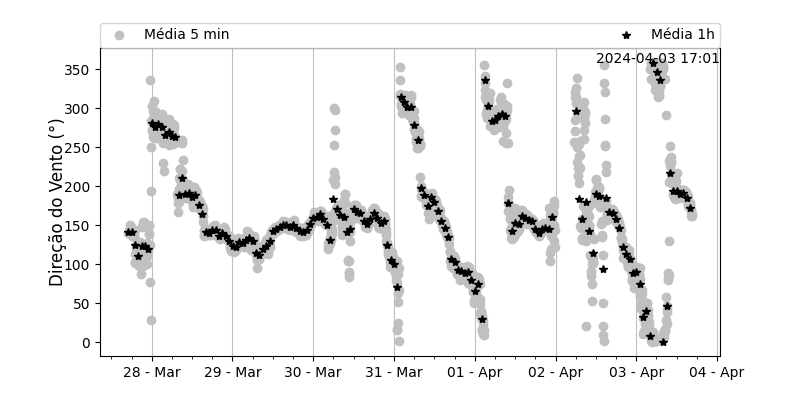 Média 5 min
Média 1h
2024-04-03 17:01
Direção do Vento (°)
350
300
250
200
150
100
50
0
28 - Mar
29 - Mar
30 - Mar
31 - Mar
01 - Apr
02 - Apr
03 - Apr
04 - Apr